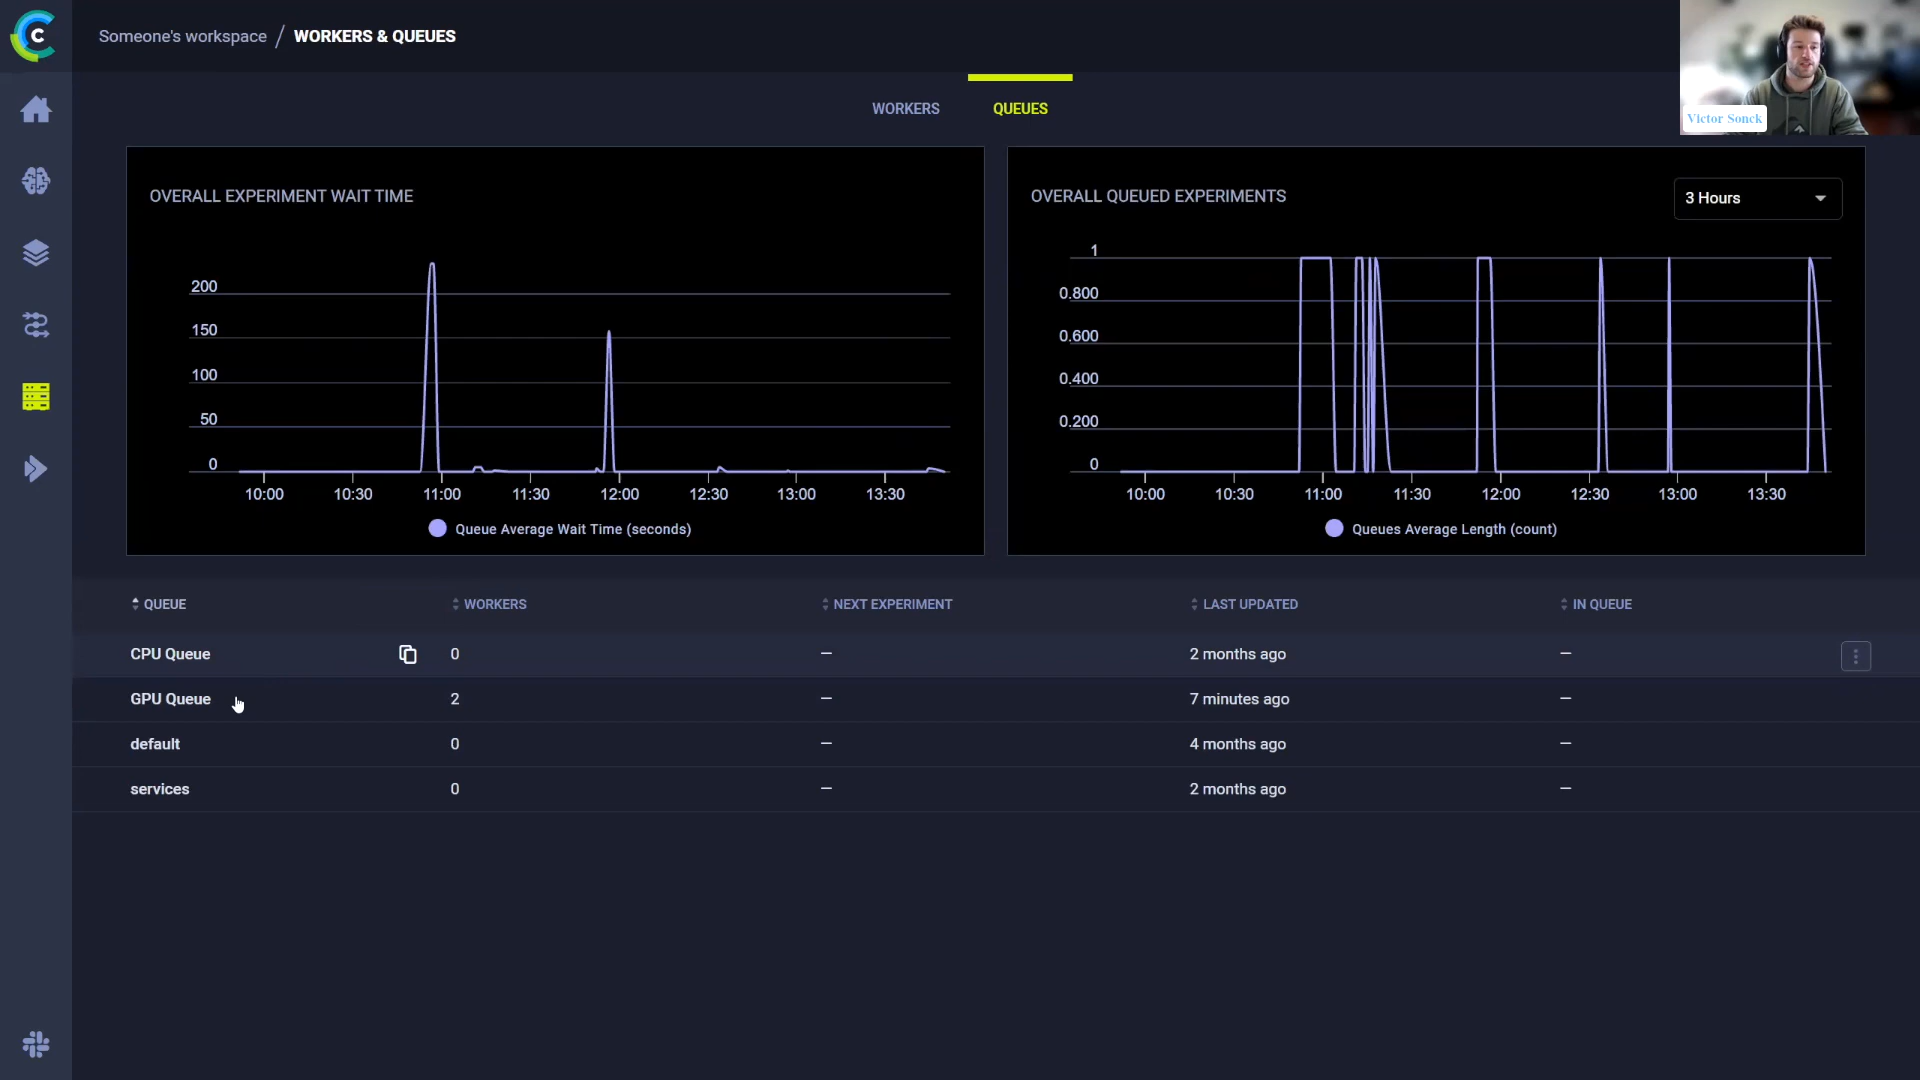 C
Someone's workspace / WORKERS & QUEUES
Victor Sonck
WORKERS
QUEUES
OVERALL EXPERIMENT WAIT TIME
200
150
100
50
0
10:00 10:30 11:00 11:30 12:00 12:30 13:00 13:30
Queue Average Wait Time (seconds)
OVERALL QUEUED EXPERIMENTS
3 Hours
1
0.800
0.600
0.400
0.200
0
10:00 10:30 11:00 11:30 12:00 12:30 13:00 13:30
Queues Average Length (count)
QUEUE WORKERS NEXT EXPERIMENT LAST UPDATED IN QUEUE
CPU Queue 0 – 2 months ago –
GPU Queue 2 – 7 minutes ago –
default 0 – 4 months ago –
services 0 – 2 months ago –